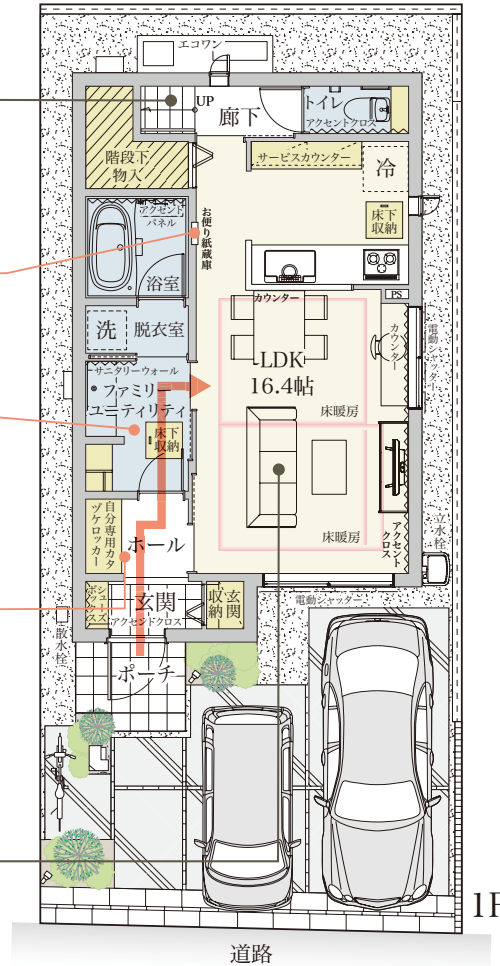 エコワン
UP
廊下
トイレ
アクセントクロス
階段下
物入
サービスカウンター
冷
アクセント
パネル
お便り紙蔵庫
床下
収納
浴室
カウンター
PS
洗
脱衣室
LDK
16.4帖
カウンター
電動シャッター
サニタリーウォール
ファミリー
ユーティリティ
床暖房
床下
収納
自分専用カタ
ヅケロッカー
ホール
床暖房
アクセント
クロス
立水栓
シューズ
ボックス
玄関
アクセントクロス
玄関
収納
電動シャッター
散水栓
ポーチ
1F
道路